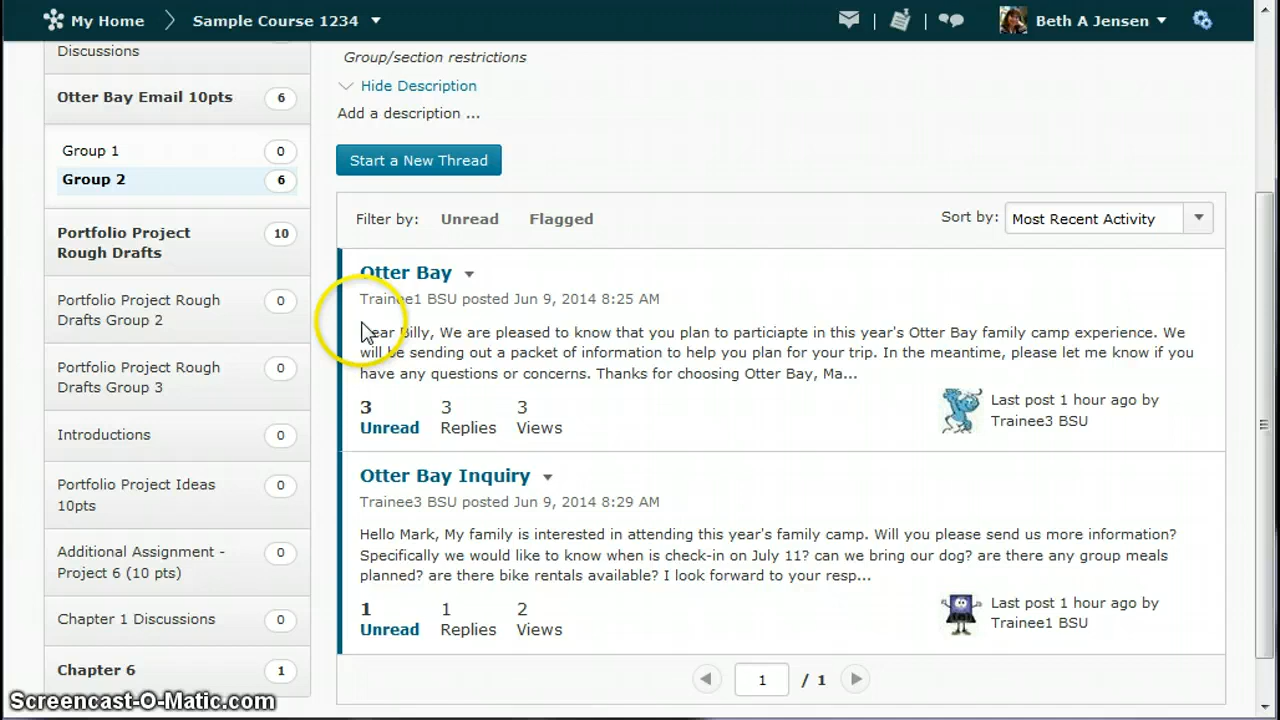 My Home
Sample Course 1234
Beth A Jensen
Discussions
Otter Bay Email 10pts
6
Group 1
0
Group 2
6
Portfolio Project
Rough Drafts
10
Portfolio Project Rough
Drafts Group 2
0
Portfolio Project Rough
Drafts Group 3
0
Introductions
0
Portfolio Project Ideas
10pts
0
Additional Assignment -
Project 6 (10 pts)
0
Chapter 1 Discussions
0
Chapter 6
1
Group/section restrictions
Hide Description
Add a description ...
Start a New Thread
Filter by: Unread Flagged
Sort by: Most Recent Activity
Otter Bay
Trainee1 BSU posted Jun 9, 2014 8:25 AM
Dear Billy, We are pleased to know that you plan to particiapte in this year's Otter Bay family camp experience. We
will be sending out a packet of information to help you plan for your trip. In the meantime, please let me know if you
have any questions or concerns. Thanks for choosing Otter Bay, Ma...
3 3 3
Unread Replies Views
Last post 1 hour ago by
Trainee3 BSU
Otter Bay Inquiry
Trainee3 BSU posted Jun 9, 2014 8:29 AM
Hello Mark, My family is interested in attending this year's family camp. Will you please send us more information?
Specifically we would like to know when is check-in on July 11? can we bring our dog? are there any group meals
planned? are there bike rentals available? I look forward to your resp...
1 1 2
Unread Replies Views
Last post 1 hour ago by
Trainee1 BSU
1 / 1
Screencast-O-Matic.com